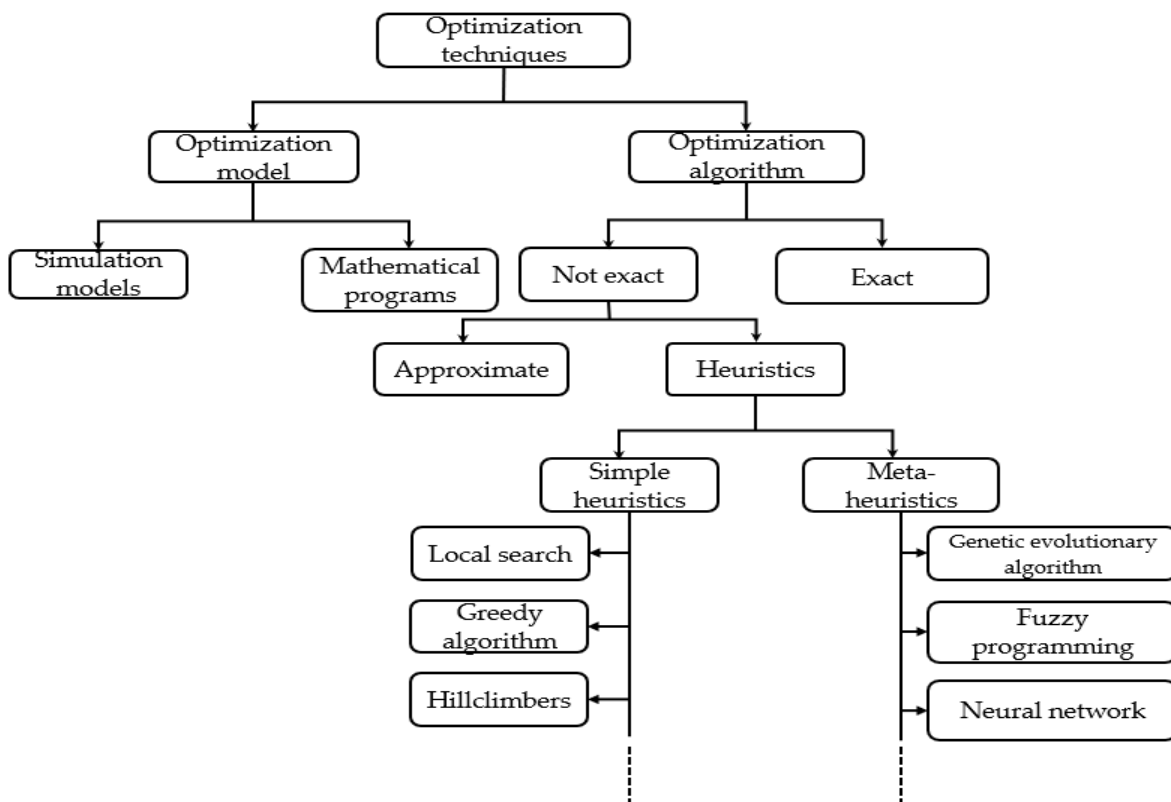 Optimization
techniques
Optimization
model
Optimization
algorithm
Simulation
models
Mathematical
programs
Not exact
Exact
Approximate
Heuristics
Simple
heuristics
Meta-
heuristics
Local search
Genetic evolutionary
algorithm
Greedy
algorithm
Fuzzy
programming
Hillclimbers
Neural network